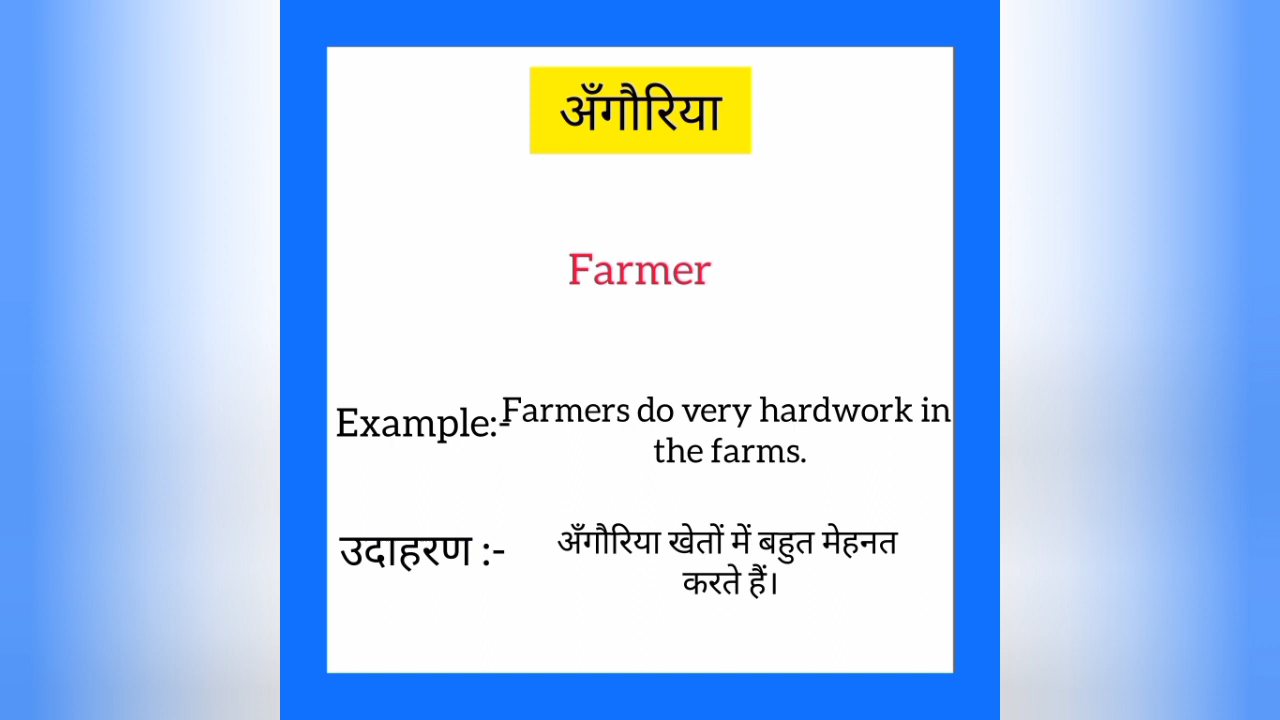 अँगौरिया
Farmer
Example:- Farmers do very hardwork in
the farms.
उदाहरण :- अँगौरिया खेतों में बहुत मेहनत
करते हैं।